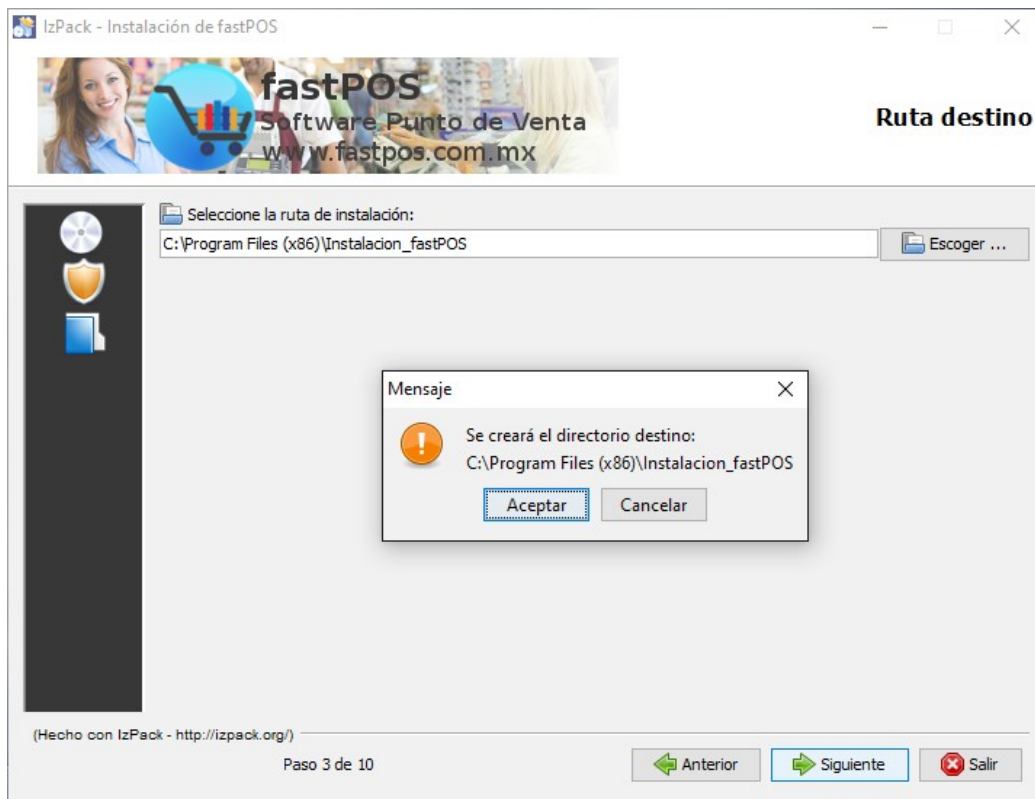 IzPack - Instalación de fastPOS
fastPOS
Software Punto de Venta
www.fastpos.com.mx
Ruta destino
Seleccione la ruta de instalación:
C:\Program Files (x86)\Instalacion_fastPOS
Escoger ...
Mensaje
Se creará el directorio destino:
C:\Program Files (x86)\Instalacion_fastPOS
Aceptar
Cancelar
(Hecho con IzPack - http://izpack.org/)
Paso 3 de 10
Anterior
Siguiente
Salir